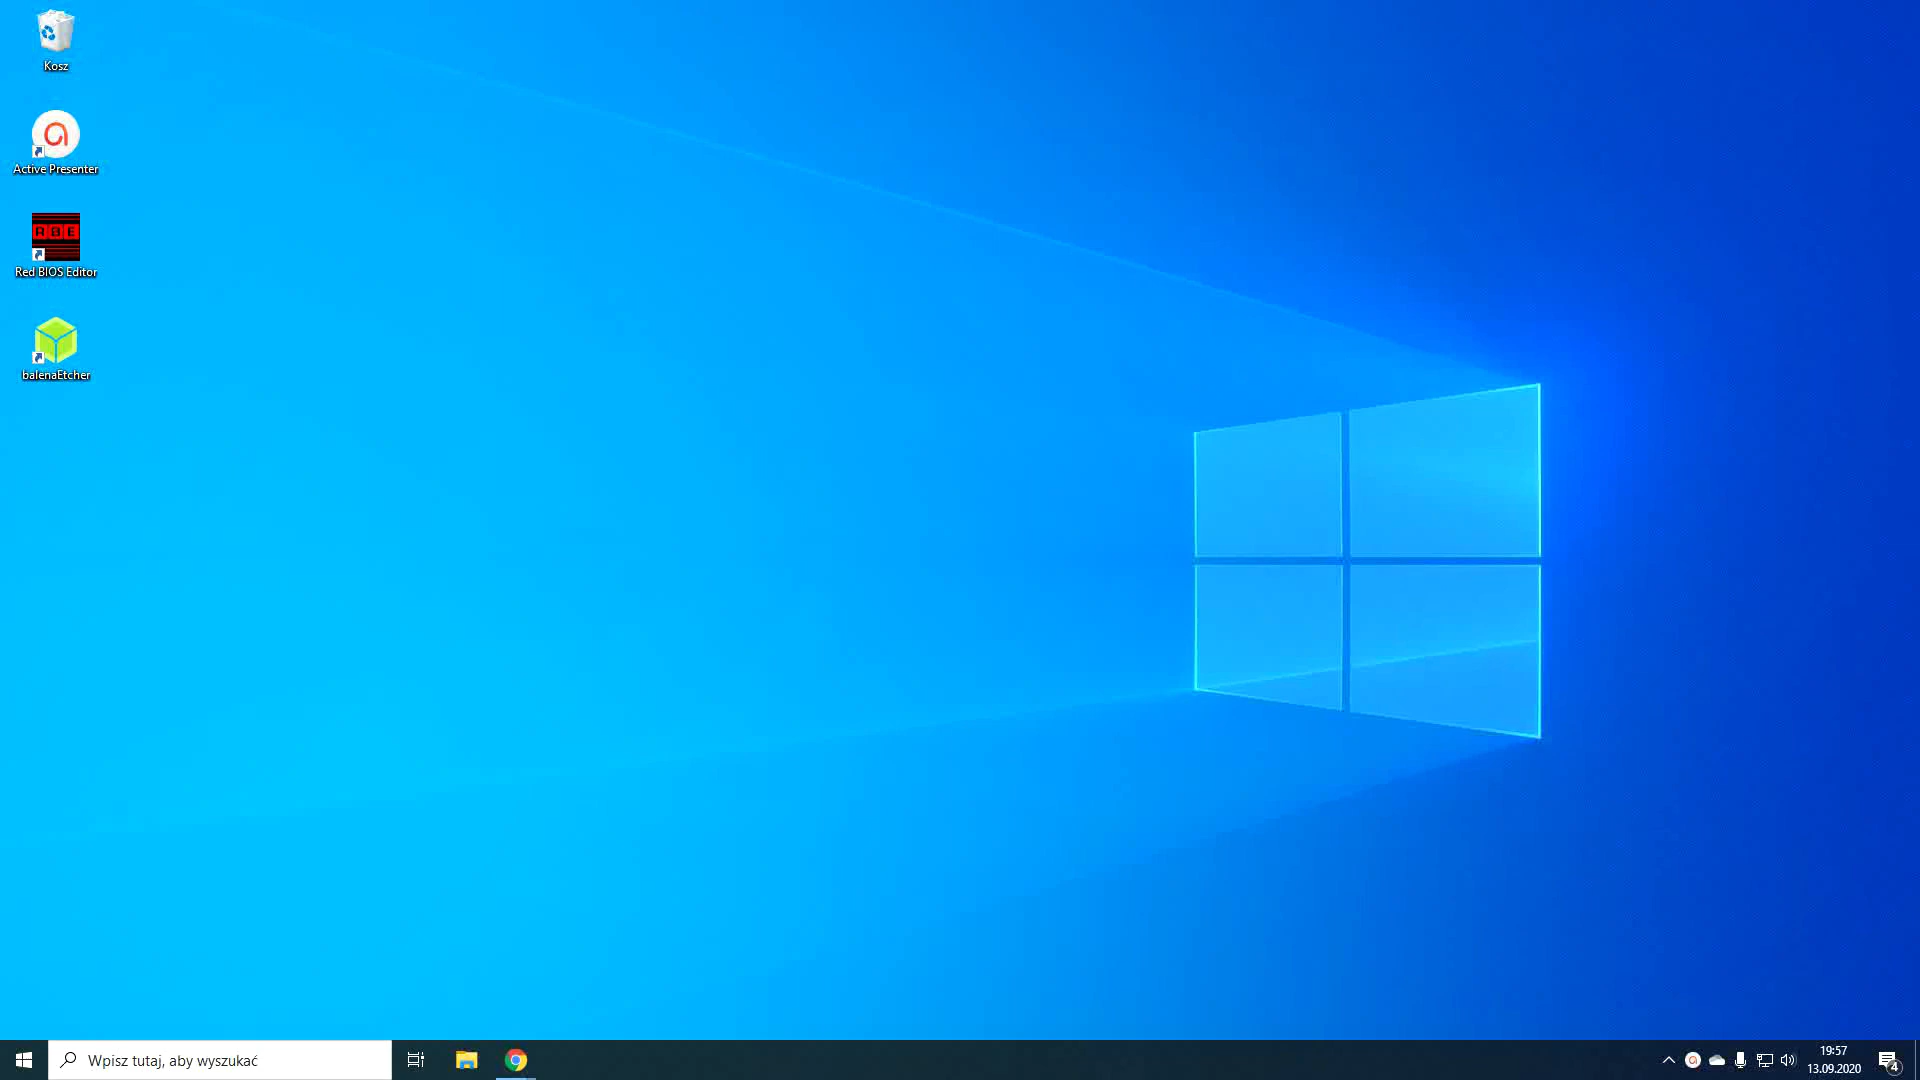 Kosz
Active Presenter
RBE
Red BIOS Editor
balenaEtcher
Wpisz tutaj, aby wyszukać
19:57
13.09.2020
4